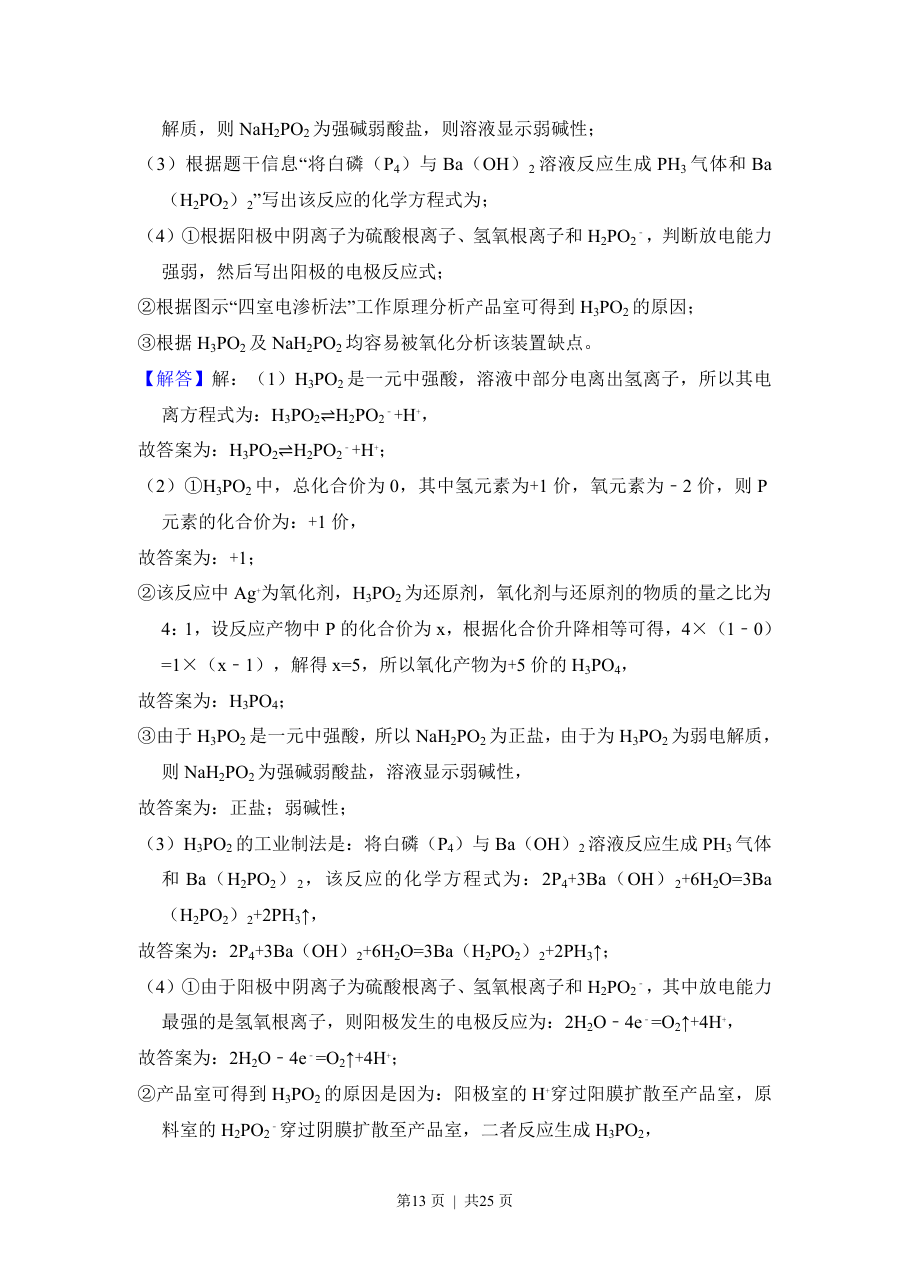 解质，则 NaH₂PO₂ 为强碱弱酸盐，则溶液显示弱碱性；
（3）根据题干信息“将白磷（P₄）与 Ba（OH）₂ 溶液反应生成 PH₃ 气体和 Ba
（H₂PO₂）₂”写出该反应的化学方程式为；
（4）①根据阳极中阴离子为硫酸根离子、氢氧根离子和 H₂PO₂⁻，判断放电能力
强弱，然后写出阳极的电极反应式；
②根据图示“四室电渗析法”工作原理分析产品室可得到 H₃PO₂ 的原因；
③根据 H₃PO₂ 及 NaH₂PO₂ 均容易被氧化分析该装置缺点。
【解答】解：（1）H₃PO₂ 是一元中强酸，溶液中部分电离出氢离子，所以其电
离方程式为：H₃PO₂⇌H₂PO₂⁻+H⁺，
故答案为：H₃PO₂⇌H₂PO₂⁻+H⁺；
（2）①H₃PO₂ 中，总化合价为 0，其中氢元素为+1 价，氧元素为﹣2 价，则 P
元素的化合价为：+1 价，
故答案为：+1；
②该反应中 Ag⁺为氧化剂，H₃PO₂ 为还原剂，氧化剂与还原剂的物质的量之比为
4：1，设反应产物中 P 的化合价为 x，根据化合价升降相等可得，4×（1﹣0）
=1×（x﹣1），解得 x=5，所以氧化产物为+5 价的 H₃PO₄，
故答案为：H₃PO₄；
③由于 H₃PO₂ 是一元中强酸，所以 NaH₂PO₂ 为正盐，由于为 H₃PO₂ 为弱电解质，
则 NaH₂PO₂ 为强碱弱酸盐，溶液显示弱碱性，
故答案为：正盐；弱碱性；
（3）H₃PO₂ 的工业制法是：将白磷（P₄）与 Ba（OH）₂ 溶液反应生成 PH₃ 气体
和 Ba（H₂PO₂）₂，该反应的化学方程式为：2P₄+3Ba（OH）₂+6H₂O=3Ba
（H₂PO₂）₂+2PH₃↑，
故答案为：2P₄+3Ba（OH）₂+6H₂O=3Ba（H₂PO₂）₂+2PH₃↑；
（4）①由于阳极中阴离子为硫酸根离子、氢氧根离子和 H₂PO₂⁻，其中放电能力
最强的是氢氧根离子，则阳极发生的电极反应为：2H₂O﹣4e⁻=O₂↑+4H⁺，
故答案为：2H₂O﹣4e⁻=O₂↑+4H⁺；
②产品室可得到 H₃PO₂ 的原因是因为：阳极室的 H⁺穿过阳膜扩散至产品室，原
料室的 H₂PO₂⁻穿过阴膜扩散至产品室，二者反应生成 H₃PO₂，
第13 页 | 共25 页